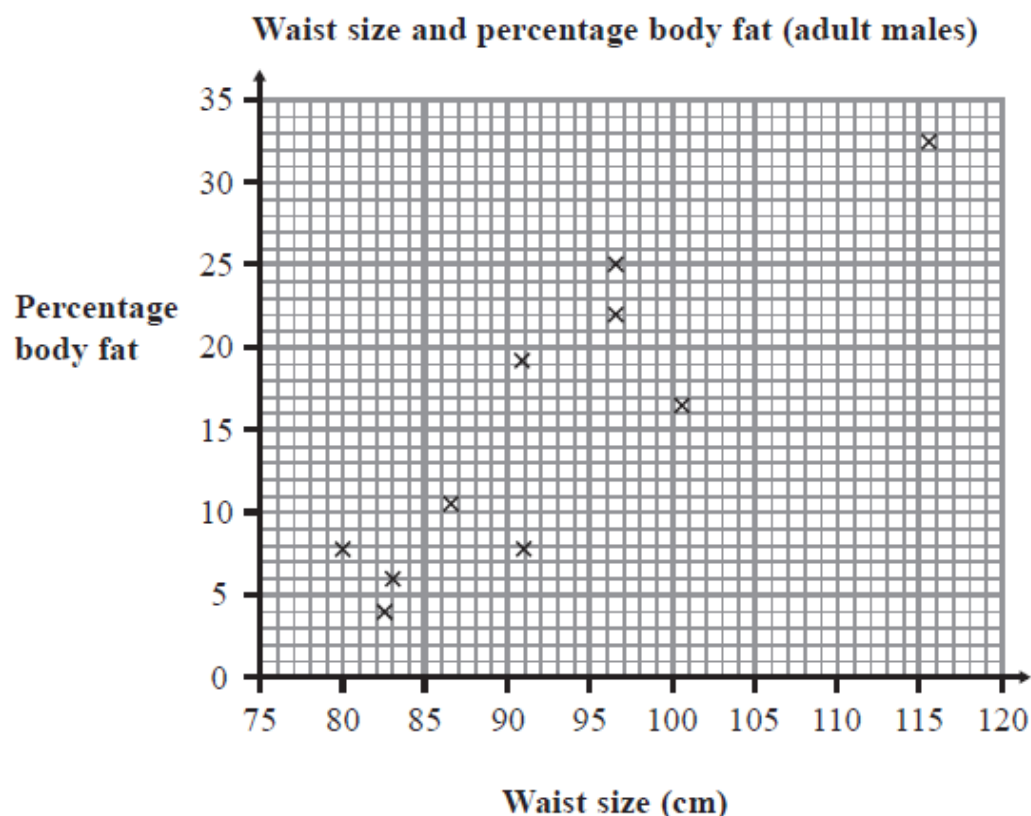 Waist size and percentage body fat (adult males)
35
30
25
Percentage
body fat
20
15
10
5
0
75 80 85 90 95 100 105 110 115 120
Waist size (cm)